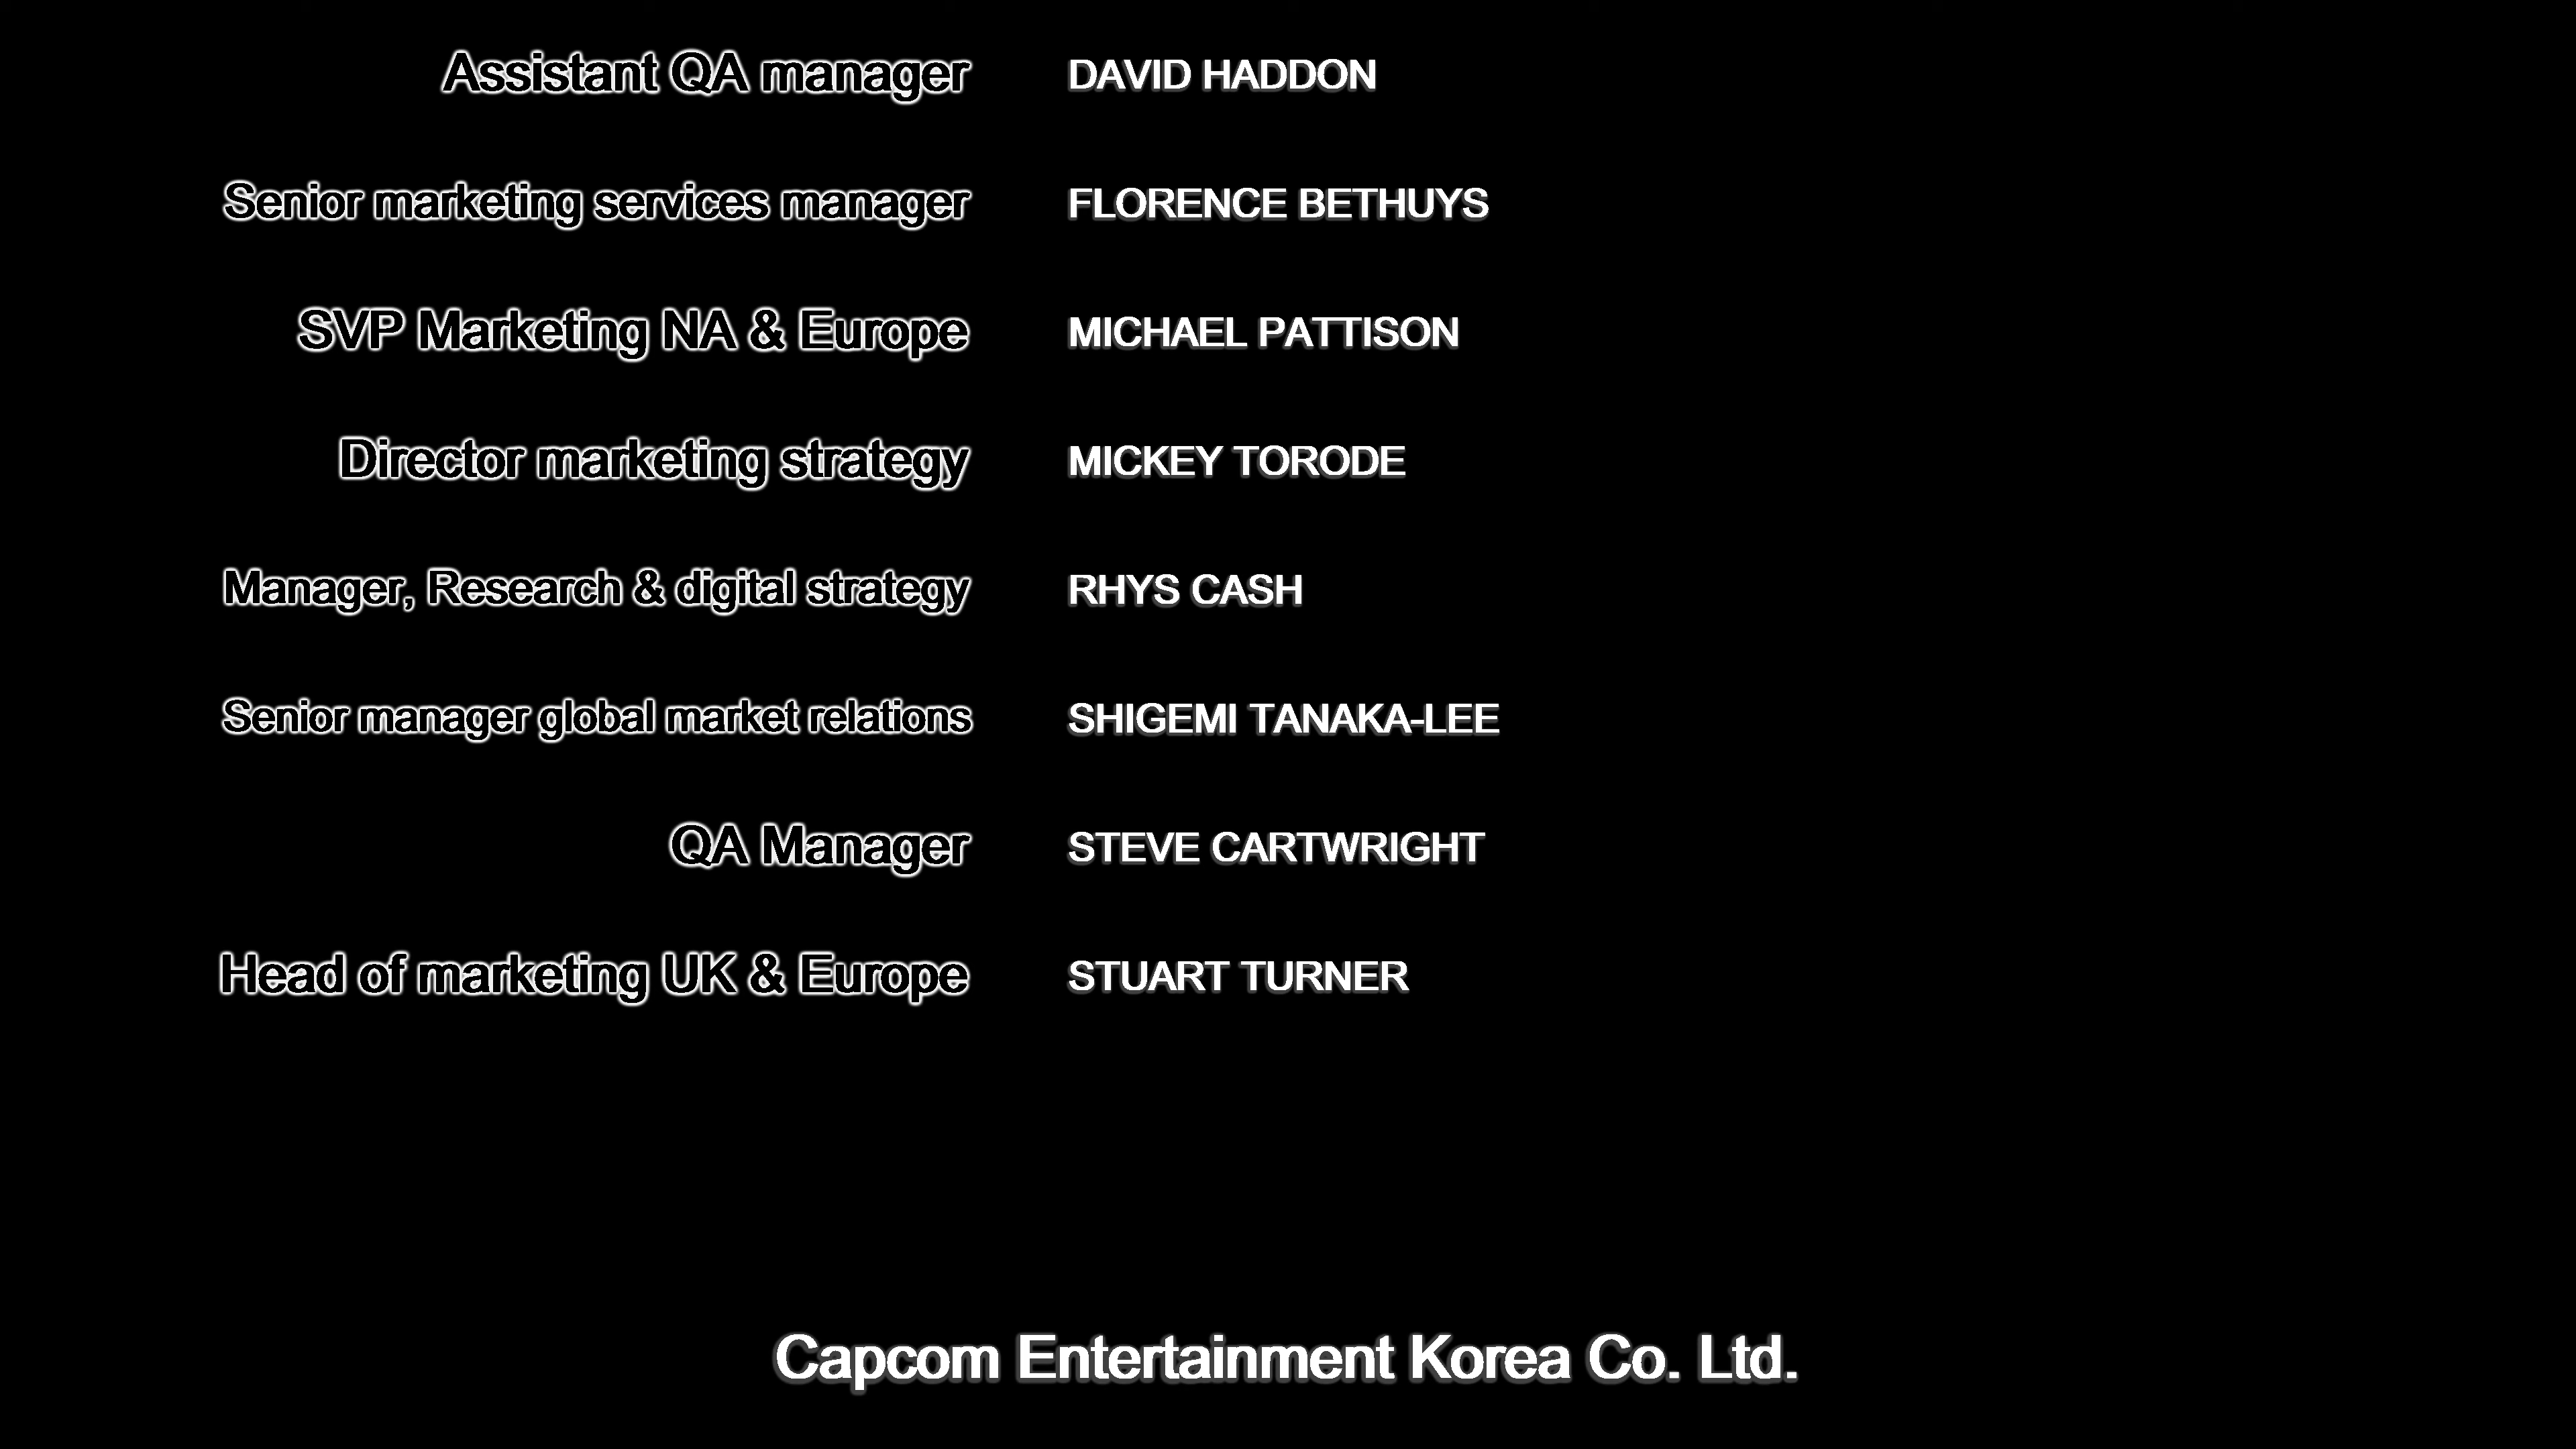 Assistant QA manager DAVID HADDON
Senior marketing services manager FLORENCE BETHUYS
SVP Marketing NA & Europe MICHAEL PATTISON
Director marketing strategy MICKEY TORODE
Manager, Research & digital strategy RHYS CASH
Senior manager global market relations SHIGEMI TANAKA-LEE
QA Manager STEVE CARTWRIGHT
Head of marketing UK & Europe STUART TURNER
Capcom Entertainment Korea Co. Ltd.